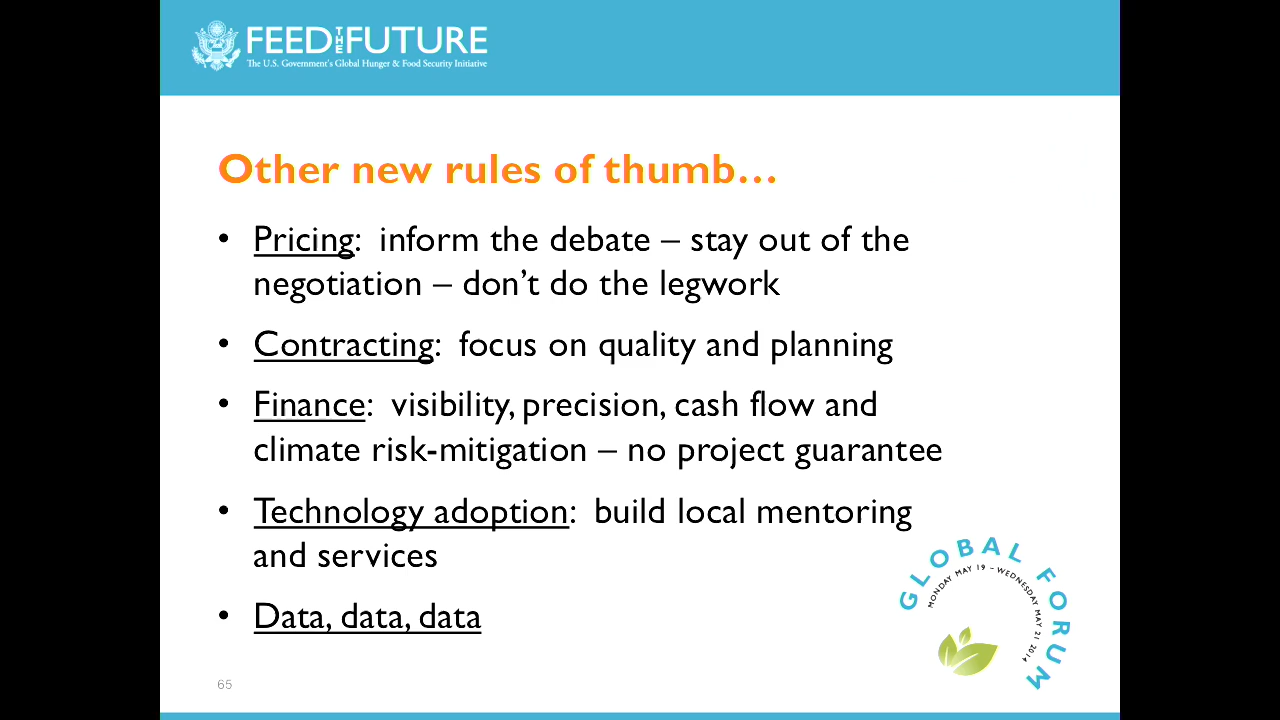 FEED THE FUTURE
The U.S. Government's Global Hunger & Food Security Initiative
Other new rules of thumb…
• Pricing:  inform the debate – stay out of the
negotiation – don't do the legwork
• Contracting:  focus on quality and planning
• Finance:  visibility, precision, cash flow and
climate risk-mitigation – no project guarantee
• Technology adoption:  build local mentoring
and services
• Data, data, data
GLOBAL FORUM
MONDAY MAY 19 – WEDNESDAY MAY 21 2014
65